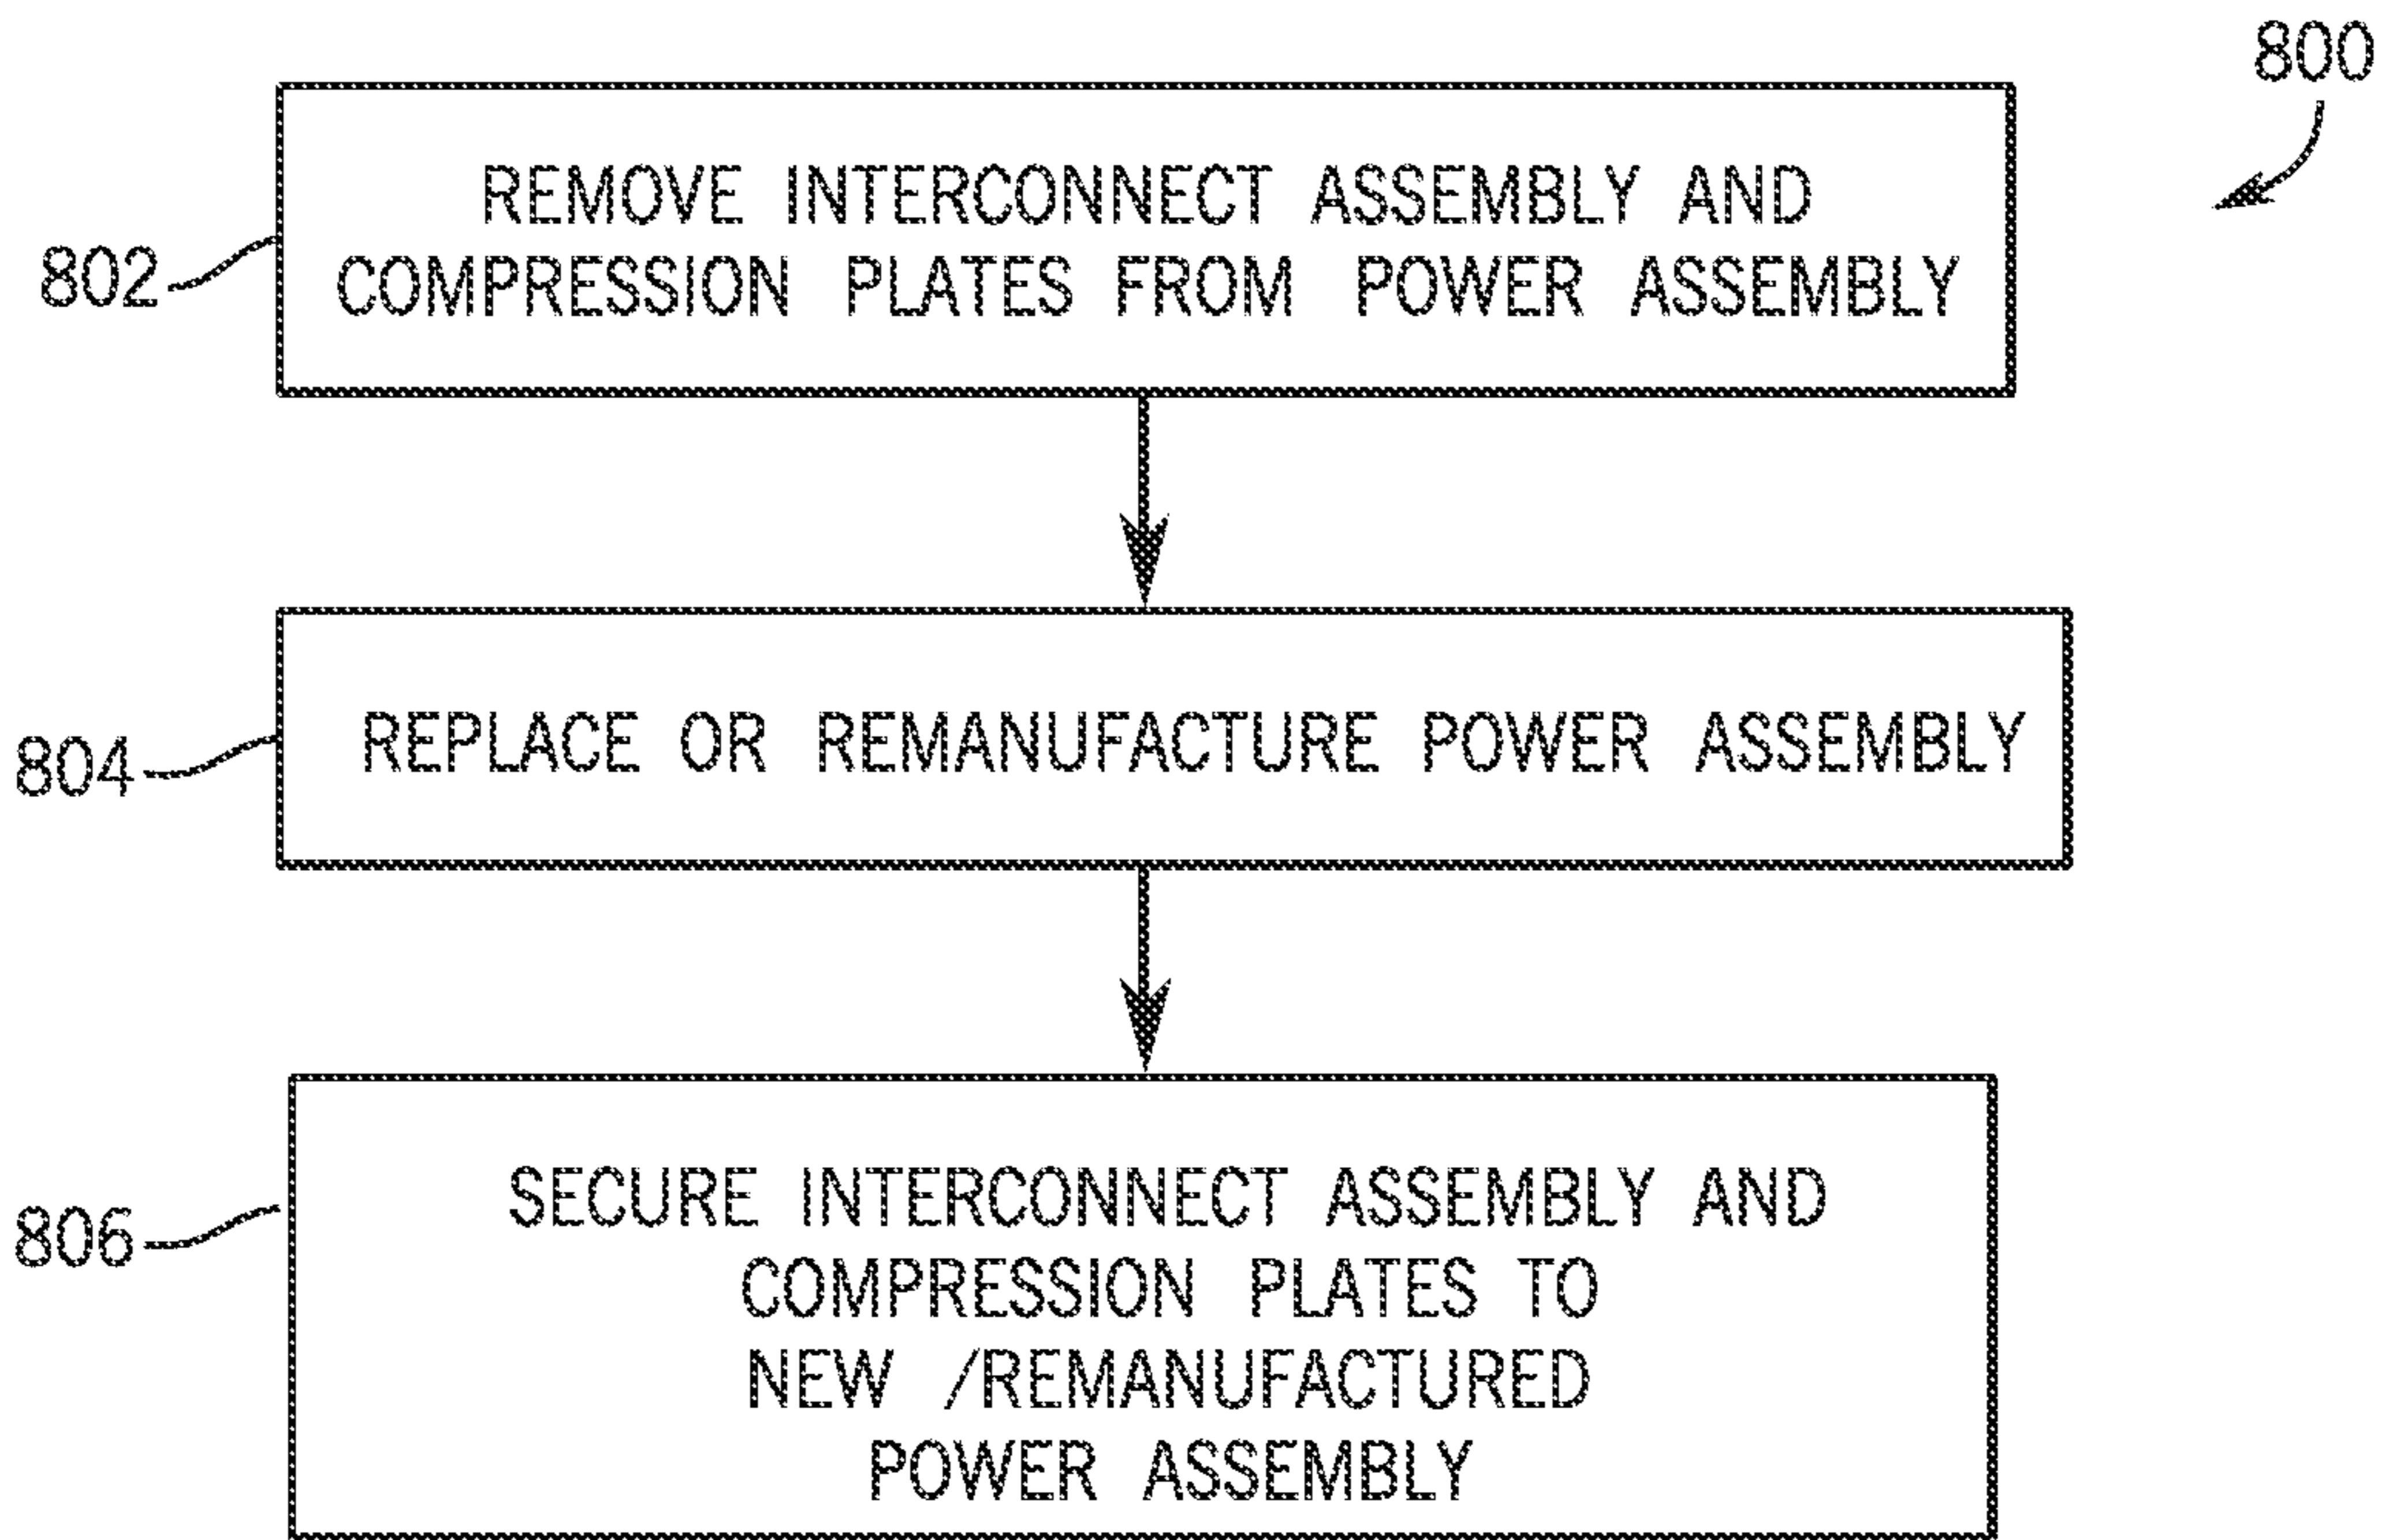 800
REMOVE INTERCONNECT ASSEMBLY AND
COMPRESSION PLATES FROM POWER ASSEMBLY
802
REPLACE OR REMANUFACTURE POWER ASSEMBLY
804
SECURE INTERCONNECT ASSEMBLY AND
COMPRESSION PLATES TO
NEW /REMANUFACTURED
POWER ASSEMBLY
806